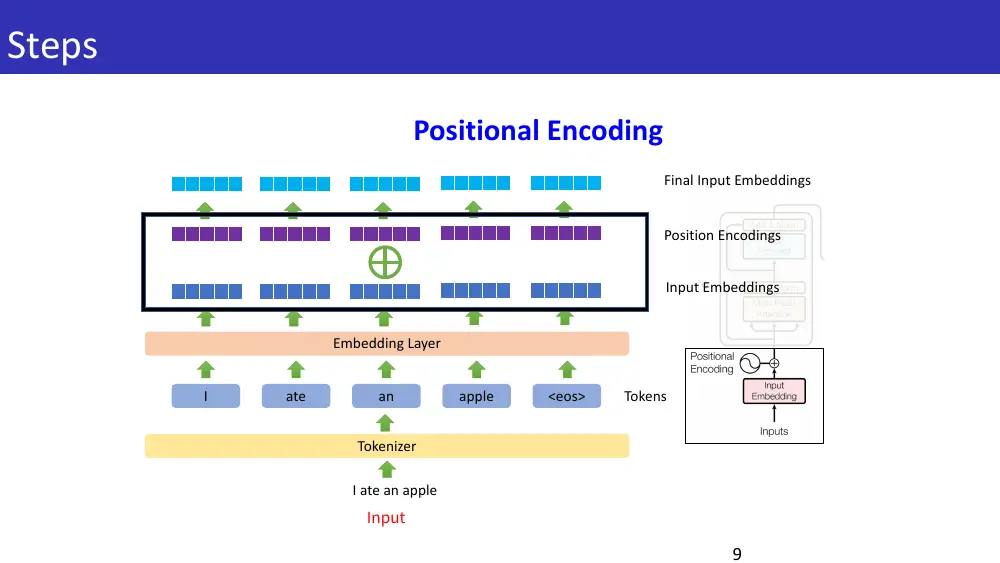 Steps
Positional Encoding
Final Input Embeddings
Position Encodings
Input Embeddings
Embedding Layer
I
ate
an
apple
<eos>
Tokens
Tokenizer
I ate an apple
Input
Positional
Encoding
Input
Embedding
Inputs
9